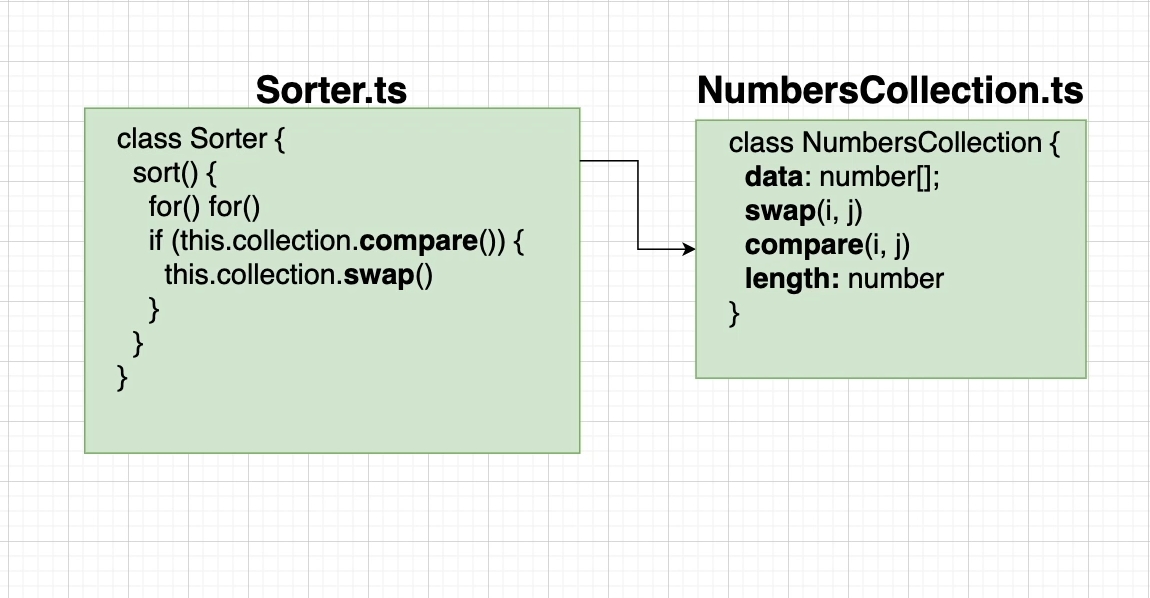 Sorter.ts
class Sorter {
sort() {
for() for()
if (this.collection.compare()) {
this.collection.swap()
}
}
}
NumbersCollection.ts
class NumbersCollection {
data: number[];
swap(i, j)
compare(i, j)
length: number
}